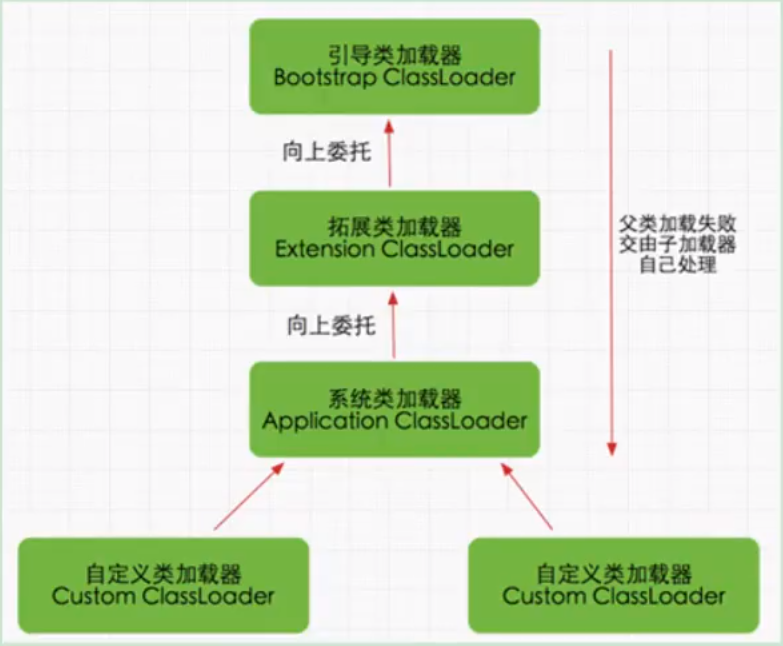 引导类加载器
Bootstrap ClassLoader
向上委托
拓展类加载器
Extension ClassLoader
父类加载失败
交由子加载器
自己处理
向上委托
系统类加载器
Application ClassLoader
自定义类加载器
Custom ClassLoader
自定义类加载器
Custom ClassLoader